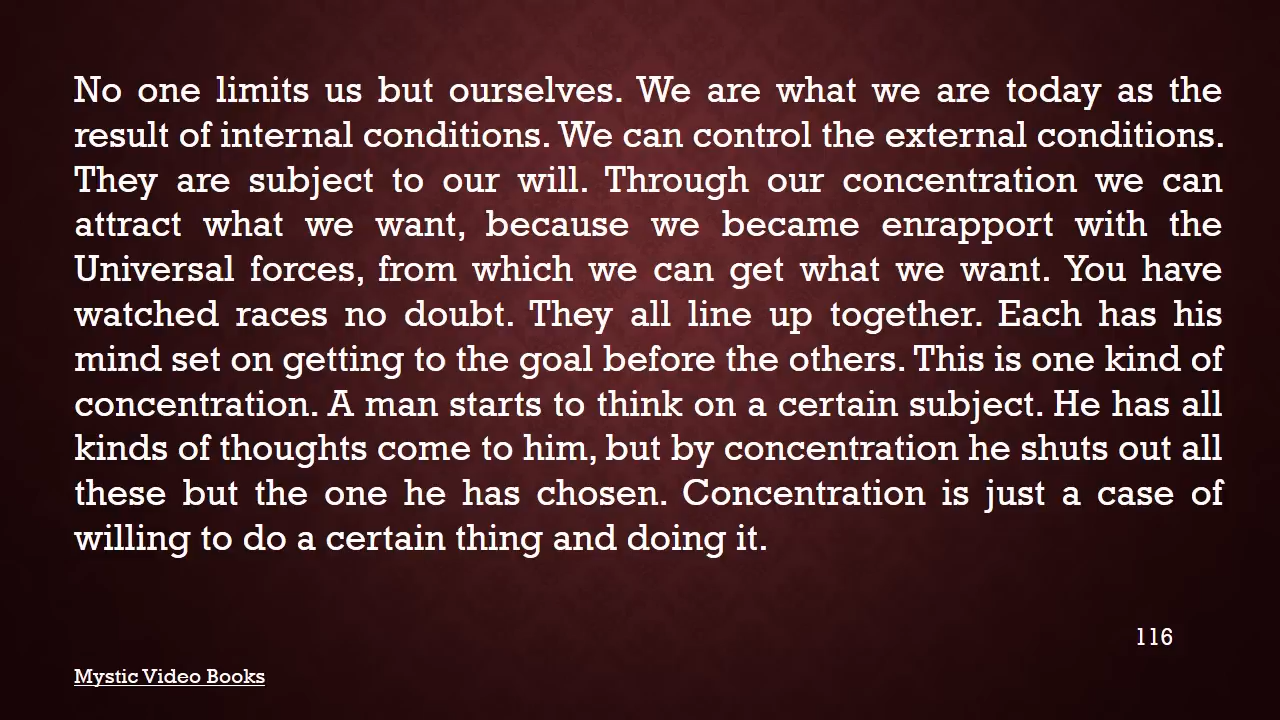 No one limits us but ourselves. We are what we are today as the
result of internal conditions. We can control the external conditions.
They are subject to our will. Through our concentration we can
attract what we want, because we became enrapport with the
Universal forces, from which we can get what we want. You have
watched races no doubt. They all line up together. Each has his
mind set on getting to the goal before the others. This is one kind of
concentration. A man starts to think on a certain subject. He has all
kinds of thoughts come to him, but by concentration he shuts out all
these but the one he has chosen. Concentration is just a case of
willing to do a certain thing and doing it.
116
Mystic Video Books